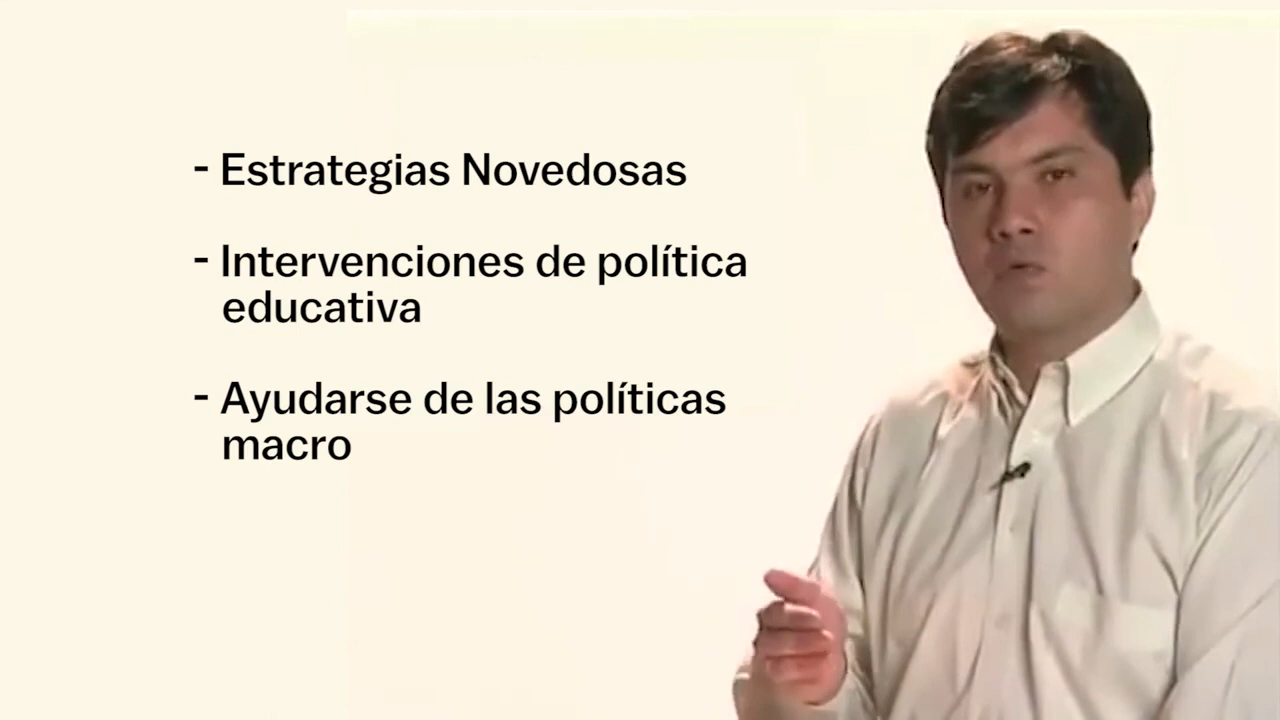 - Estrategias Novedosas
- Intervenciones de política
educativa
- Ayudarse de las políticas
macro